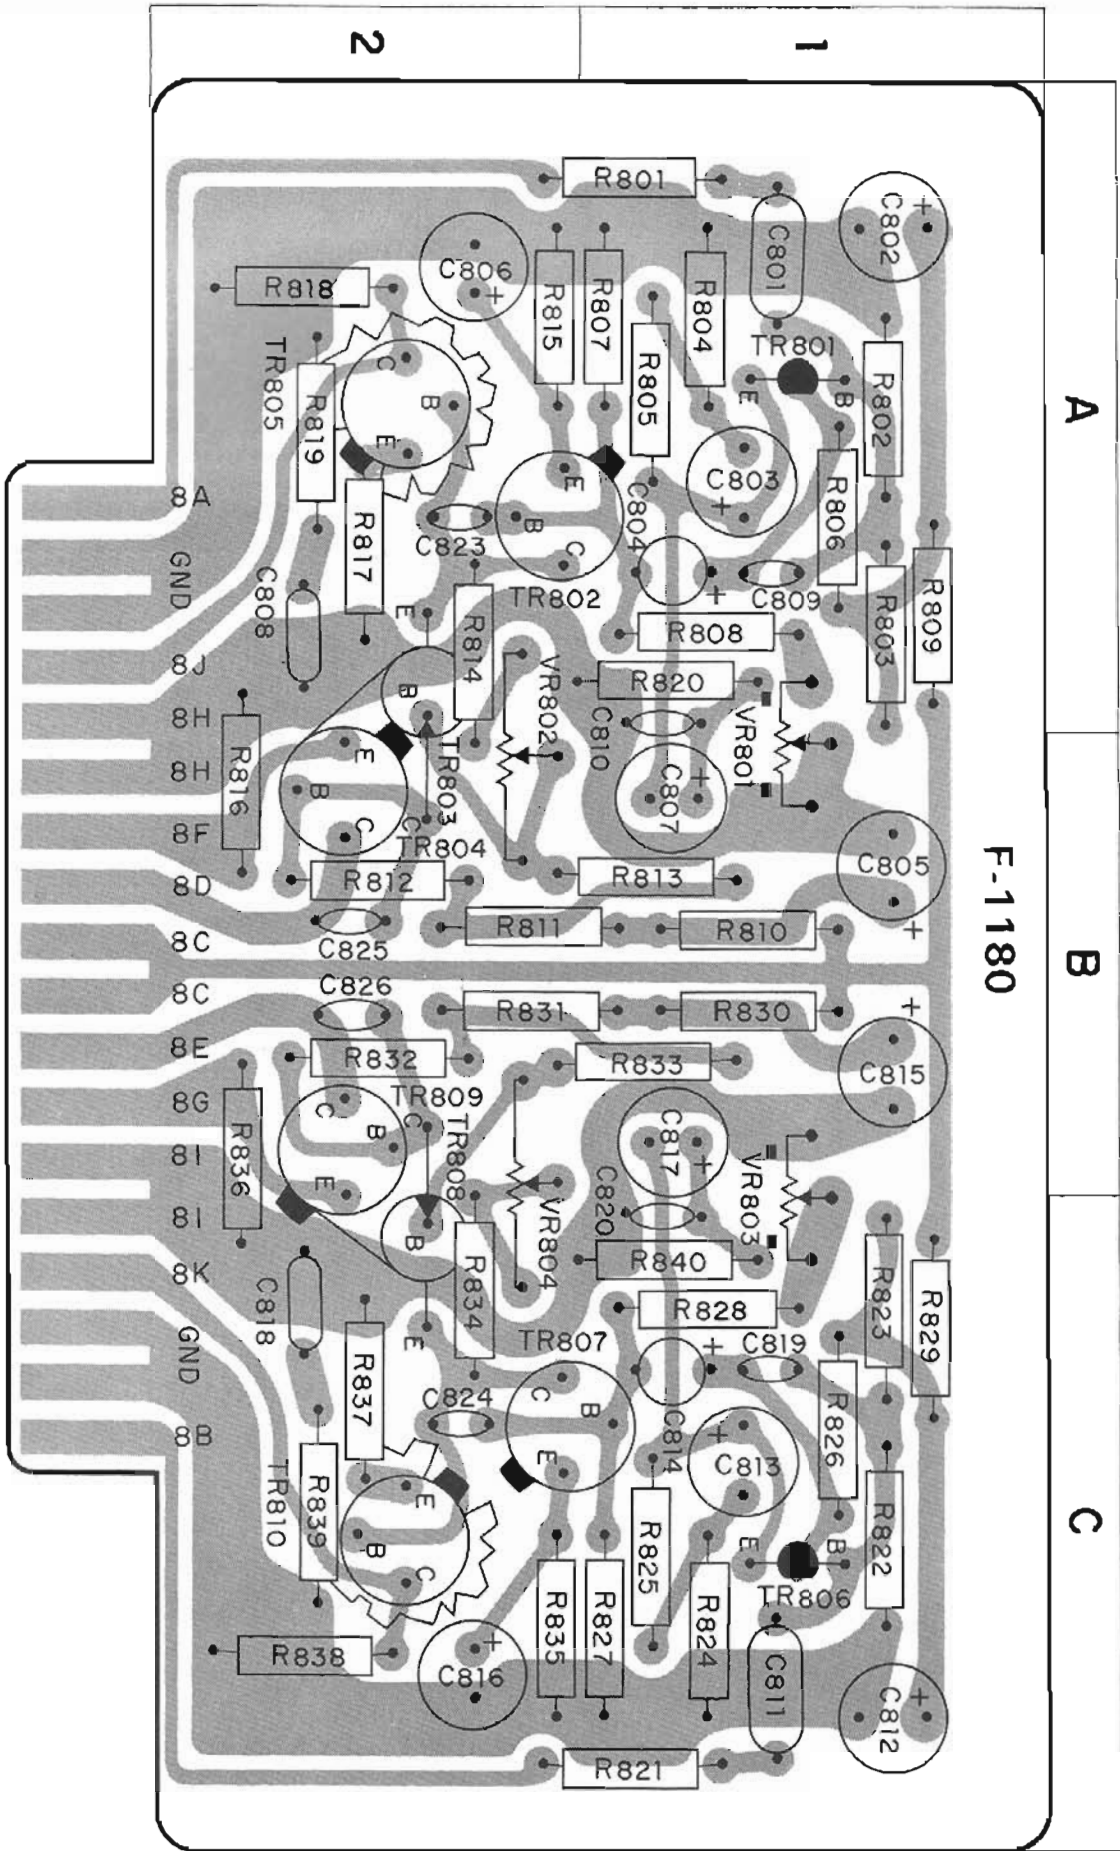 2
1
A
B
C
F-1180
R801
C802
+
C801
C806
+
R818
R815
R807
R804
R805
TR801
E
B
R802
TR805
C
B
E
R819
C803
+
R806
8A
R817
C823
E
B
C
C804
+
C809
GND
C808
TR802
R803
R809
E
R814
R808
8J
B
VR802
R820
8H
C810
VR801
R816
E
B
C
TR803
C807
+
8H
8F
C
TR804
C805
+
8D
R812
R813
8C
C825
R811
R810
8C
C826
R831
R830
+
8E
R832
R833
C815
8G
TR809
C
B
E
C
TR808
C817
+
8I
R836
VR804
C820
VR803
8I
B
R840
8K
C818
R834
R828
R823
R829
GND
E
TR807
C
B
E
C814
+
C819
R837
C824
R826
8B
C813
+
TR810
R839
E
B
C
R825
E
B
TR806
R822
R838
C816
+
R835
R827
R824
C811
C812
+
R821